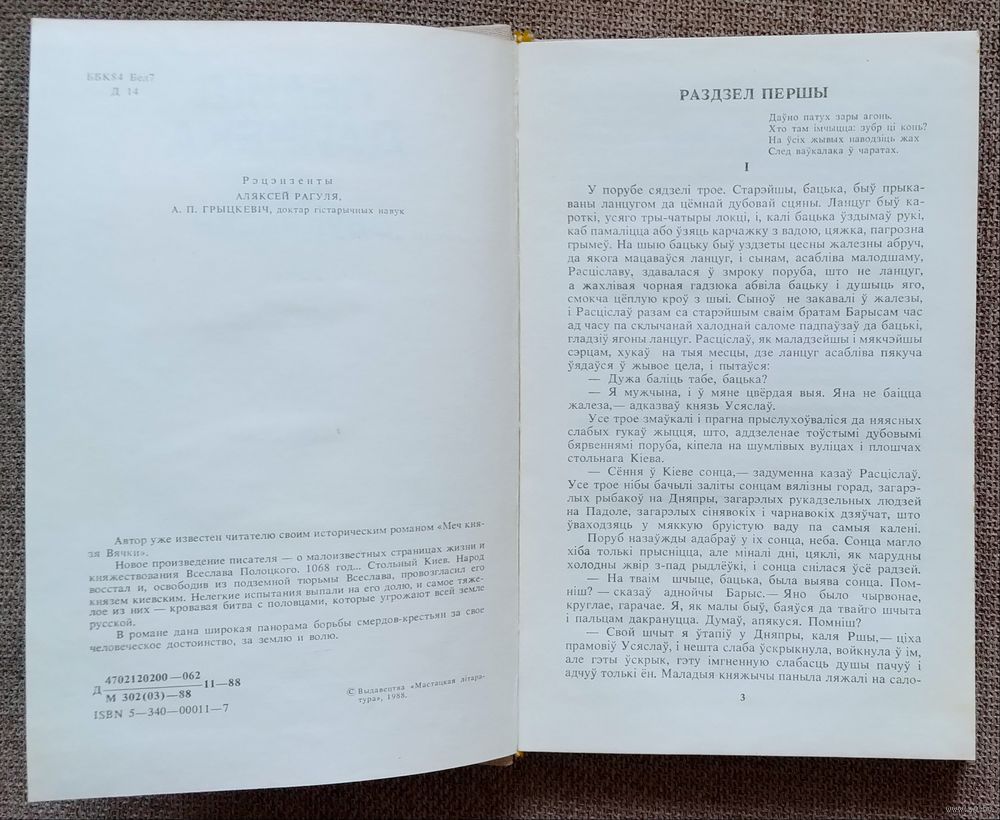 ББК84 Бел7
Д 14
Рэцэнзенты
АЛЯКСЕЙ РАГУЛЯ,
А. П. ГРЫЦКЕВІЧ, доктар гістарычных навук
Автор уже известен читателю своим историческим романом «Меч кня-
зя Вячки».
Новое произведение писателя — о малоизвестных страницах жизни и
княжествования Всеслава Полоцкого. 1068 год... Стольный Киев. Народ
восстал и, освободив из подземной тюрьмы Всеслава, провозгласил его
князем киевским. Нелегкие испытания выпали на его долю, и самое тяже-
лое из них — кровавая битва с половцами, которые угрожают всей земле
русской.
В романе дана широкая панорама борьбы смердов-крестьян за свое
человеческое достоинство, за землю и волю.
4702120200—062
Д 11—88
М 302(03)—88
ISBN 5—340—00011—7
© Выдавецтва «Мастацкая літара-
тура», 1988.
РАЗДЗЕЛ ПЕРШЫ
Даўно патух зары агонь.
Хто там імчыцца: зубр ці конь?
На ўсіх жывых наводзіць жах
След ваўкалака ў чаратах.
I
У порубе сядзелі трое. Старэйшы, бацька, быў прыка-
ваны ланцугом да цёмнай дубовай сцяны. Ланцуг быў ка-
роткі, усяго тры-чатыры локці, і, калі бацька ўздымаў рукі,
каб памаліцца або ўзяць карчажку з вадою, цяжка, пагрозна
грымеў. На шыю бацьку быў уздзеты цесны жалезны абруч,
да якога мацаваўся ланцуг, і сынам, асабліва малодшаму,
Расціславу, здавалася ў змроку поруба, што не ланцуг,
а жахлівая чорная гадзюка абвіла бацьку і душыць яго,
смокча цёплую кроў з шыі. Сыноў не закавалі ў жалезы,
і Расціслаў разам са старэйшым сваім братам Барысам час
ад часу па склычанай халоднай саломе падпаўзаў да бацькі,
гладзіў ягоны ланцуг. Расціслаў, як маладзейшы і мякчэйшы
сэрцам, хукаў на тыя месцы, дзе ланцуг асабліва пякуча
ўядаўся ў жывое цела, і пытаўся:
— Дужа баліць табе, бацька?
— Я мужчына, і ў мяне цвёрдая выя. Яна не баіцца
жалеза,— адказваў князь Усяслаў.
Усе трое змаўкалі і прагна прыслухоўваліся да няясных
слабых гукаў жыцця, што, аддзеленае тоўстымі дубовымі
бярвеннямі поруба, кіпела на шумлівых вуліцах і плошчах
стольнага Кіева.
— Сёння ў Кіеве сонца,— задуменна казаў Расціслаў.
Усе трое нібы бачылі заліты сонцам вялізны горад, загарэ-
лых рыбакоў на Дняпры, загарэлых рукадзельных людзей
на Падоле, загарэлых сінявокіх і чарнавокіх дзяўчат, што
ўваходзяць у мяккую бруістую ваду па самыя калені.
Поруб назаўжды адабраў у іх сонца, неба. Сонца магло
хіба толькі прысніцца, але міналі дні, цяклі, як марудны
холодны жвір з-пад рыдлёўкі, і сонца снілася ўсё радзей.
— На тваім шчыце, бацька, была выява сонца. Пом-
ніш? — сказаў аднойчы Барыс.— Яно было чырвонае,
круглае, гарачае. Я, як малы быў, баяўся да твайго шчыта
і пальцам дакрануцца. Думаў, апякуся. Помніш?
— Свой шчыт я ўтапіў у Дняпры, каля Ршы,— ціха
прамовіў Усяслаў, і нешта слаба ўскрыкнула, войкнула ў ім,
але гэты ўскрык, гэту імгненную слабасць душы пачуў і
адчуў толькі ён. Маладыя княжычы паныла ляжалі на сало-
3